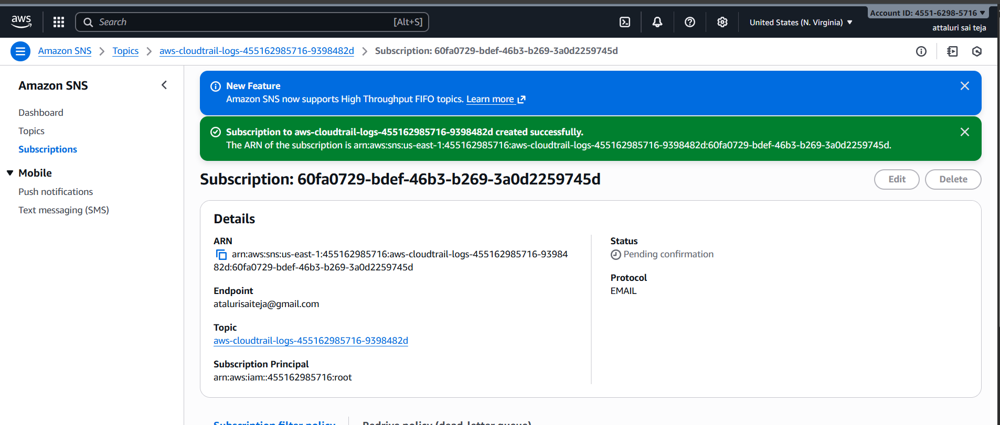 aws
Search
[Alt+S]
United States (N. Virginia)
Account ID: 4551-6298-5716
attaluri sai teja
Amazon SNS
Topics
aws-cloudtrail-logs-455162985716-9398482d
Subscription: 60fa0729-bdef-46b3-b269-3a0d2259745d
Amazon SNS
Dashboard
Topics
Subscriptions
Mobile
Push notifications
Text messaging (SMS)
New Feature
Amazon SNS now supports High Throughput FIFO topics. Learn more
Subscription to aws-cloudtrail-logs-455162985716-9398482d created successfully.
The ARN of the subscription is arn:aws:sns:us-east-1:455162985716:aws-cloudtrail-logs-455162985716-9398482d:60fa0729-bdef-46b3-b269-3a0d2259745d.
Subscription: 60fa0729-bdef-46b3-b269-3a0d2259745d
Edit
Delete
Details
ARN
arn:aws:sns:us-east-1:455162985716:aws-cloudtrail-logs-455162985716-93984
82d:60fa0729-bdef-46b3-b269-3a0d2259745d
Endpoint
atalurisaiteja@gmail.com
Topic
aws-cloudtrail-logs-455162985716-9398482d
Subscription Principal
arn:aws:iam::455162985716:root
Status
Pending confirmation
Protocol
EMAIL
Subscription filter policy
Redrive policy (dead-letter queue)